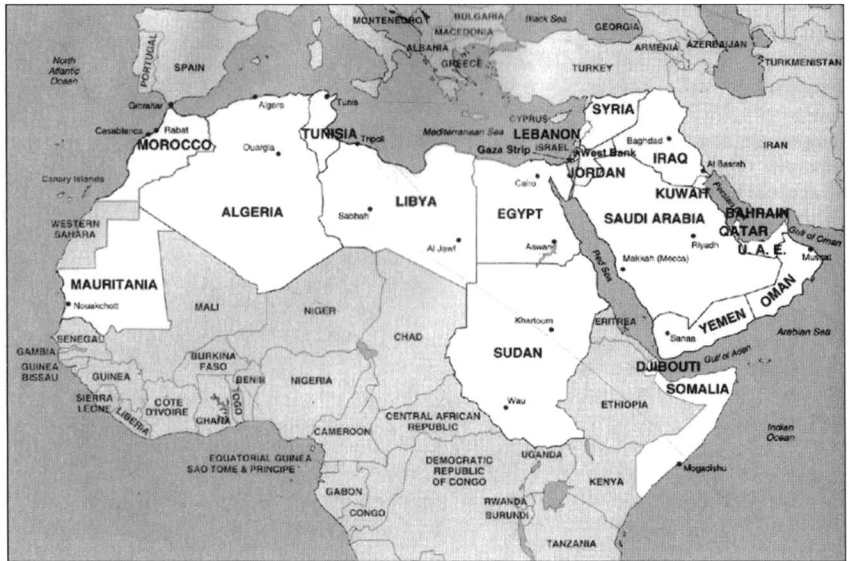 MONTENEGRO
BULGARIA
Black Sea
GEORGIA
MACEDONIA
ALBANIA
GREECE
ARMENIA
AZERBAIJAN
TURKMENISTAN
PORTUGAL
SPAIN
North
Atlantic
Ocean
TURKEY
Gibraltar
Algers
Tunis
CYPRUS
SYRIA
Casablanca
Rabat
MOROCCO
TUNISIA
Tripoli
Mediterranean Sea
LEBANON
Baghdad
IRAN
Ouargla
Gaza Strip
ISRAEL
West Bank
IRAQ
Al Basrah
Canary Islands
Cairo
JORDAN
KUWAIT
Persian
ALGERIA
LIBYA
Sabhah
EGYPT
SAUDI ARABIA
BAHRAIN
QATAR
Gulf of Oman
WESTERN
SAHARA
Al Jawf
Aswan
Riyadh
U. A. E.
Muscat
Red Sea
Makkah (Mecca)
MAURITANIA
Nouakchott
MALI
NIGER
OMAN
YEMEN
Khartoum
ERITREA
Sanaa
Arabian Sea
SENEGAL
CHAD
SUDAN
GAMBIA
GUINEA
BISSAU
GUINEA
BURKINA
FASO
BENIN
NIGERIA
DJIBOUTI
Gulf of Aden
SOMALIA
SIERRA
LEONE
LIBERIA
COTE
D'IVOIRE
GHANA
TOGO
Wau
ETHIOPIA
CENTRAL AFRICAN
REPUBLIC
CAMEROON
Indian
Ocean
EQUATORIAL GUINEA
SAO TOME & PRINCIPE
DEMOCRATIC
REPUBLIC
OF CONGO
UGANDA
KENYA
Mogadishu
GABON
CONGO
RWANDA
BURUNDI
TANZANIA